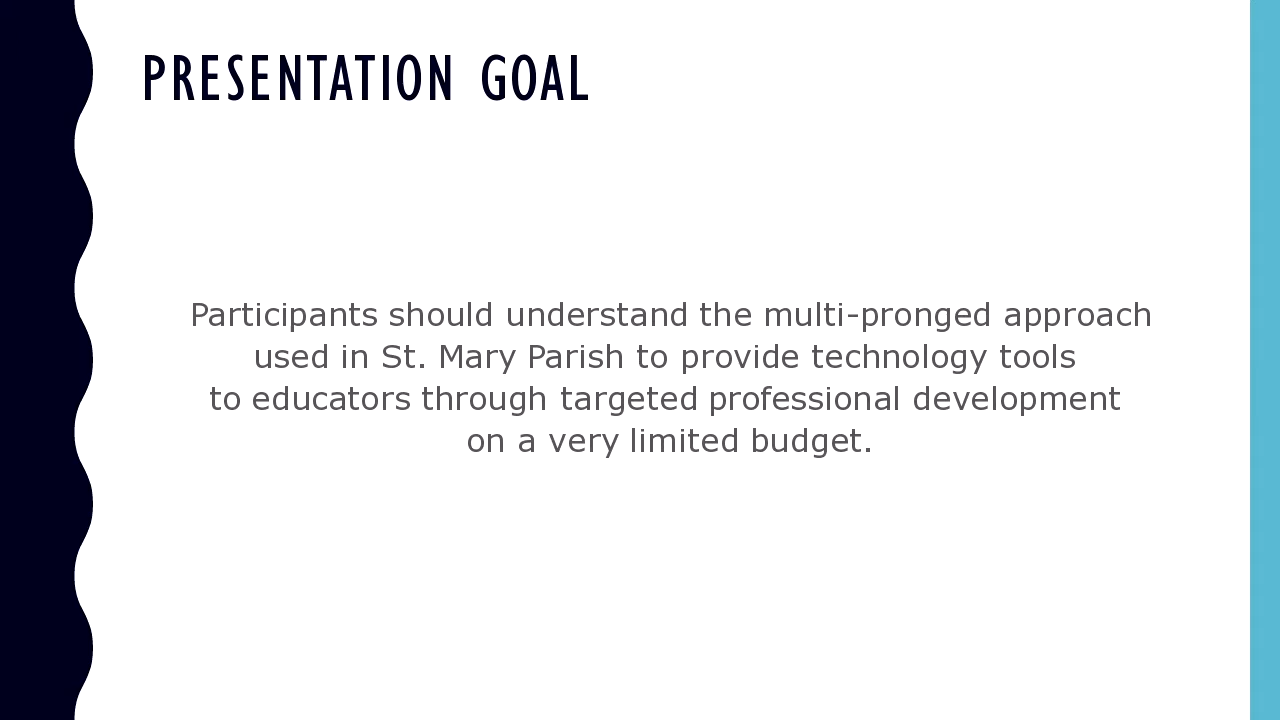 PRESENTATION GOAL
Participants should understand the multi-pronged approach
used in St. Mary Parish to provide technology tools
to educators through targeted professional development
on a very limited budget.